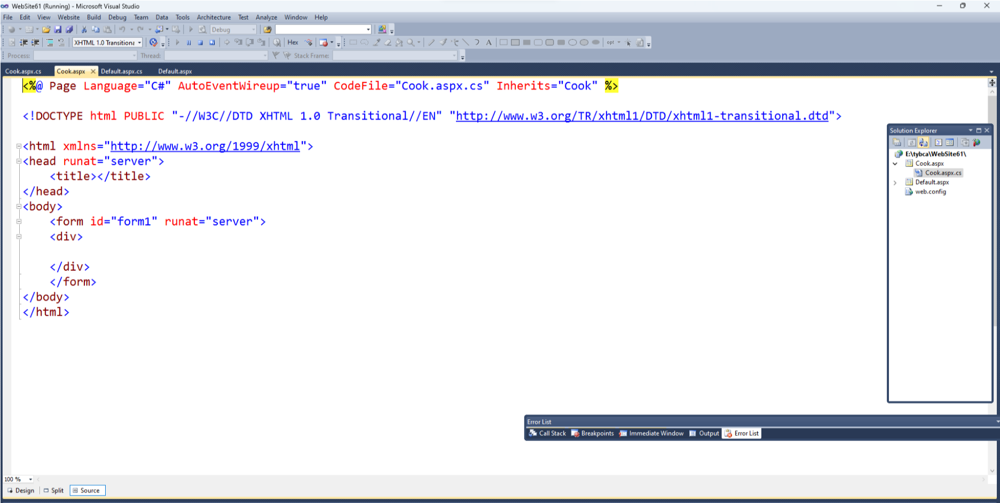 WebSite61 (Running) - Microsoft Visual Studio
File Edit View Website Build Debug Team Data Tools Architecture Test Analyze Window Help
Debug
XHTML 1.0 Transitiona Hex A opt
Process: Thread: Stack Frame:
Cook.aspx.cs Cook.aspx Default.aspx.cs Default.aspx
<%@ Page Language="C#" AutoEventWireup="true" CodeFile="Cook.aspx.cs" Inherits="Cook" %>
<!DOCTYPE html PUBLIC "-//W3C//DTD XHTML 1.0 Transitional//EN" "http://www.w3.org/TR/xhtml1/DTD/xhtml1-transitional.dtd">
<html xmlns="http://www.w3.org/1999/xhtml">
<head runat="server">
<title></title>
</head>
<body>
<form id="form1" runat="server">
<div>
</div>
</form>
</body>
</html>
Solution Explorer
E:\tybca\WebSite61\
Cook.aspx
Cook.aspx.cs
Default.aspx
web.config
Error List
Call Stack Breakpoints Immediate Window Output Error List
100 %
Design Split Source